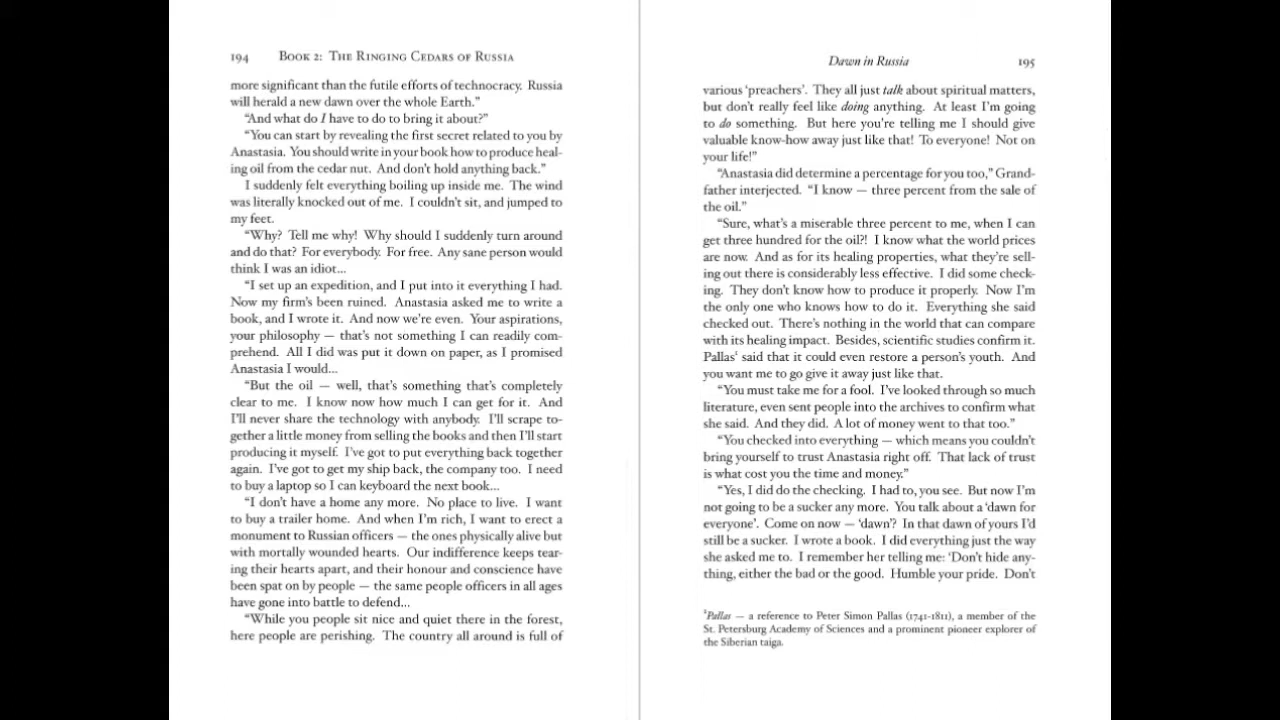 194 BOOK 2: THE RINGING CEDARS OF RUSSIA
more significant than the futile efforts of technocracy. Russia
will herald a new dawn over the whole Earth."
"And what do I have to do to bring it about?"
"You can start by revealing the first secret related to you by
Anastasia. You should write in your book how to produce heal-
ing oil from the cedar nut. And don't hold anything back."
I suddenly felt everything boiling up inside me. The wind
was literally knocked out of me. I couldn't sit, and jumped to
my feet.
"Why? Tell me why! Why should I suddenly turn around
and do that? For everybody. For free. Any sane person would
think I was an idiot...
"I set up an expedition, and I put into it everything I had.
Now my firm's been ruined. Anastasia asked me to write a
book, and I wrote it. And now we're even. Your aspirations,
your philosophy — that's not something I can readily com-
prehend. All I did was put it down on paper, as I promised
Anastasia I would...
"But the oil — well, that's something that's completely
clear to me. I know now how much I can get for it. And
I'll never share the technology with anybody. I'll scrape to-
gether a little money from selling the books and then I'll start
producing it myself. I've got to put everything back together
again. I've got to get my ship back, the company too. I need
to buy a laptop so I can keyboard the next book...
"I don't have a home any more. No place to live. I want
to buy a trailer home. And when I'm rich, I want to erect a
monument to Russian officers — the ones physically alive but
with mortally wounded hearts. Our indifference keeps tear-
ing their hearts apart, and their honour and conscience have
been spat on by people — the same people officers in all ages
have gone into battle to defend...
"While you people sit nice and quiet there in the forest,
here people are perishing. The country all around is full of
Dawn in Russia 195
various 'preachers'. They all just talk about spiritual matters,
but don't really feel like doing anything. At least I'm going
to do something. But here you're telling me I should give
valuable know-how away just like that! To everyone! Not on
your life!"
"Anastasia did determine a percentage for you too," Grand-
father interjected. "I know — three percent from the sale of
the oil."
"Sure, what's a miserable three percent to me, when I can
get three hundred for the oil?! I know what the world prices
are now. And as for its healing properties, what they're sell-
ing out there is considerably less effective. I did some check-
ing. They don't know how to produce it properly. Now I'm
the only one who knows how to do it. Everything she said
checked out. There's nothing in the world that can compare
with its healing impact. Besides, scientific studies confirm it.
Pallas¹ said that it could even restore a person's youth. And
you want me to go give it away just like that.
"You must take me for a fool. I've looked through so much
literature, even sent people into the archives to confirm what
she said. And they did. A lot of money went to that too."
"You checked into everything — which means you couldn't
bring yourself to trust Anastasia right off. That lack of trust
is what cost you the time and money."
"Yes, I did do the checking. I had to, you see. But now I'm
not going to be a sucker any more. You talk about a 'dawn for
everyone'. Come on now — 'dawn'? In that dawn of yours I'd
still be a sucker. I wrote a book. I did everything just the way
she asked me to. I remember her telling me: 'Don't hide any-
thing, either the bad or the good. Humble your pride. Don't
¹Pallas — a reference to Peter Simon Pallas (1741-1811), a member of the
St. Petersburg Academy of Sciences and a prominent pioneer explorer of
the Siberian taiga.